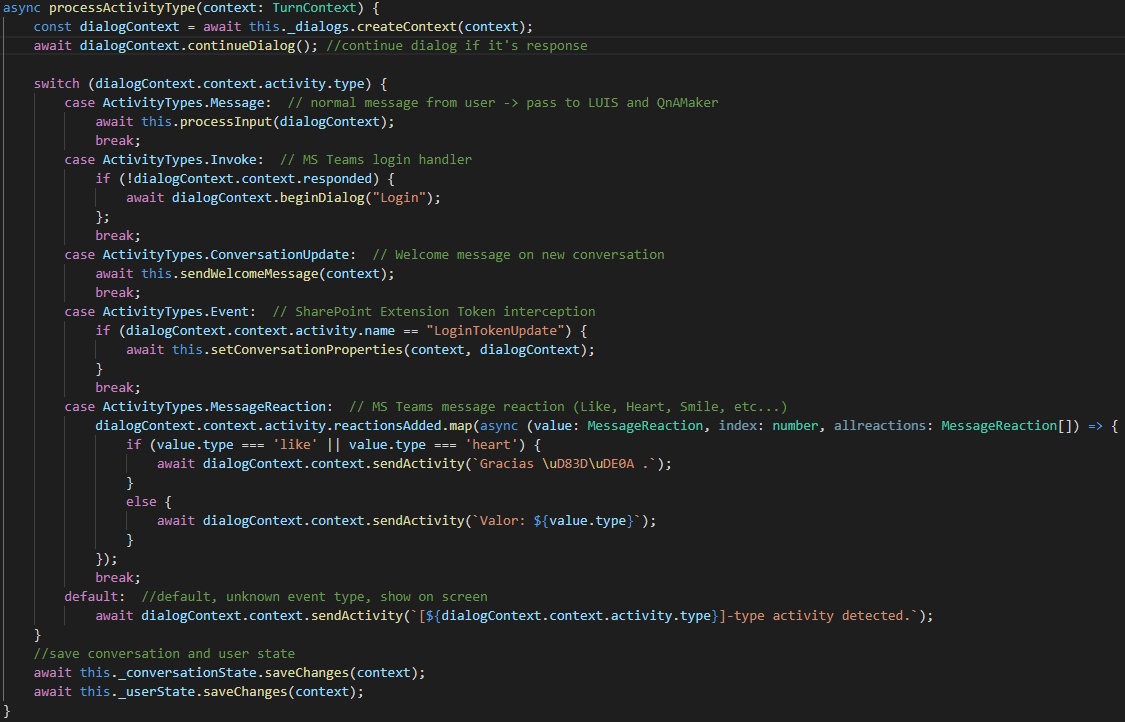 async processActivityType(context: TurnContext) {
const dialogContext = await this._dialogs.createContext(context);
await dialogContext.continueDialog(); //continue dialog if it's response
switch (dialogContext.context.activity.type) {
case ActivityTypes.Message:  // normal message from user -> pass to LUIS and QnAMaker
await this.processInput(dialogContext);
break;
case ActivityTypes.Invoke:  // MS Teams login handler
if (!dialogContext.context.responded) {
await dialogContext.beginDialog("Login");
};
break;
case ActivityTypes.ConversationUpdate:  // Welcome message on new conversation
await this.sendWelcomeMessage(context);
break;
case ActivityTypes.Event:  // SharePoint Extension Token interception
if (dialogContext.context.activity.name == "LoginTokenUpdate") {
await this.setConversationProperties(context, dialogContext);
}
break;
case ActivityTypes.MessageReaction:  // MS Teams message reaction (Like, Heart, Smile, etc...)
dialogContext.context.activity.reactionsAdded.map(async (value: MessageReaction, index: number, allreactions: MessageReaction[]) => {
if (value.type === 'like' || value.type === 'heart') {
await dialogContext.context.sendActivity(`Gracias \uD83D\uDE0A .`);
}
else {
await dialogContext.context.sendActivity(`Valor: ${value.type}`);
}
});
break;
default:  //default, unknown event type, show on screen
await dialogContext.context.sendActivity(`[${dialogContext.context.activity.type}]-type activity detected.`);
}
//save conversation and user state
await this._conversationState.saveChanges(context);
await this._userState.saveChanges(context);
}